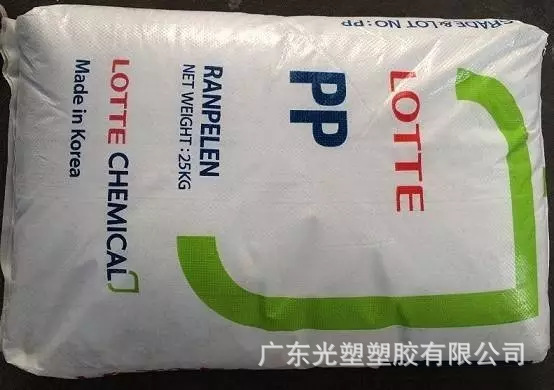 GRADE & LOT NO : PP
LOTTE
PP
RANPELEN
NET WEIGHT : 25KG
LOTTE CHEMICAL
Made in Korea
广东光塑塑胶有限公司